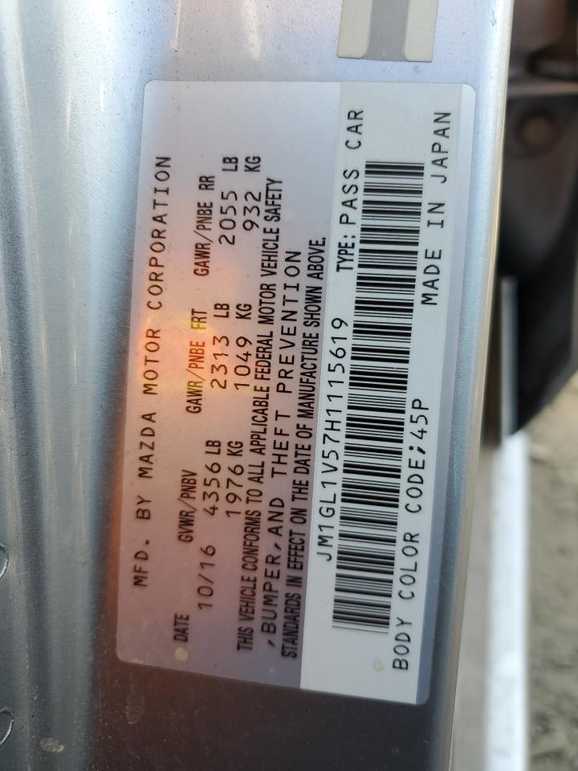 MFD. BY MAZDA MOTOR CORPORATION
DATE GVWR/PNBV GAWR/PNBE FRT GAWR/PNBE RR
10/16 4356 LB 2313 LB 2055 LB
1976 KG 1049 KG 932 KG
THIS VEHICLE CONFORMS TO ALL APPLICABLE FEDERAL MOTOR VEHICLE SAFETY
,BUMPER, AND THEFT PREVENTION
STANDARDS IN EFFECT ON THE DATE OF MANUFACTURE SHOWN ABOVE.
JM1GL1V57H1115619 TYPE: PASS CAR
BODY COLOR CODE;45P MADE IN JAPAN